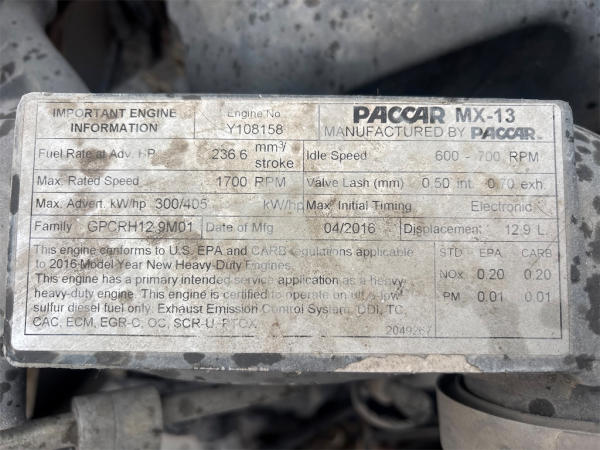 IMPORTANT ENGINE INFORMATION
Engine No
Y108158
PACCAR MX-13
MANUFACTURED BY PACCAR
Fuel Rate at Adv. HP 236.6 mm³/stroke
Idle Speed 600 - 700 RPM
Max. Rated Speed 1700 RPM
Valve Lash (mm) 0.50 int. 0.70 exh.
Max. Advert. kW/hp 300/405 kW/hp
Max. Initial Timing Electronic
Family GPCRH12.9M01
Date of Mfg 04/2016
Displacement 12.9 L
This engine conforms to U.S. EPA and CARB regulations applicable
to 2016 Model Year New Heavy-Duty Engines.
This engine has a primary intended service application as a heavy
heavy-duty engine. This engine is certified to operate on ultra low
sulfur diesel fuel only. Exhaust Emission Control System, DDI, TC,
CAC, ECM, EGR-C, OC, SCR-U, PTOX
STD EPA CARB
NOx 0.20 0.20
PM 0.01 0.01
2049267